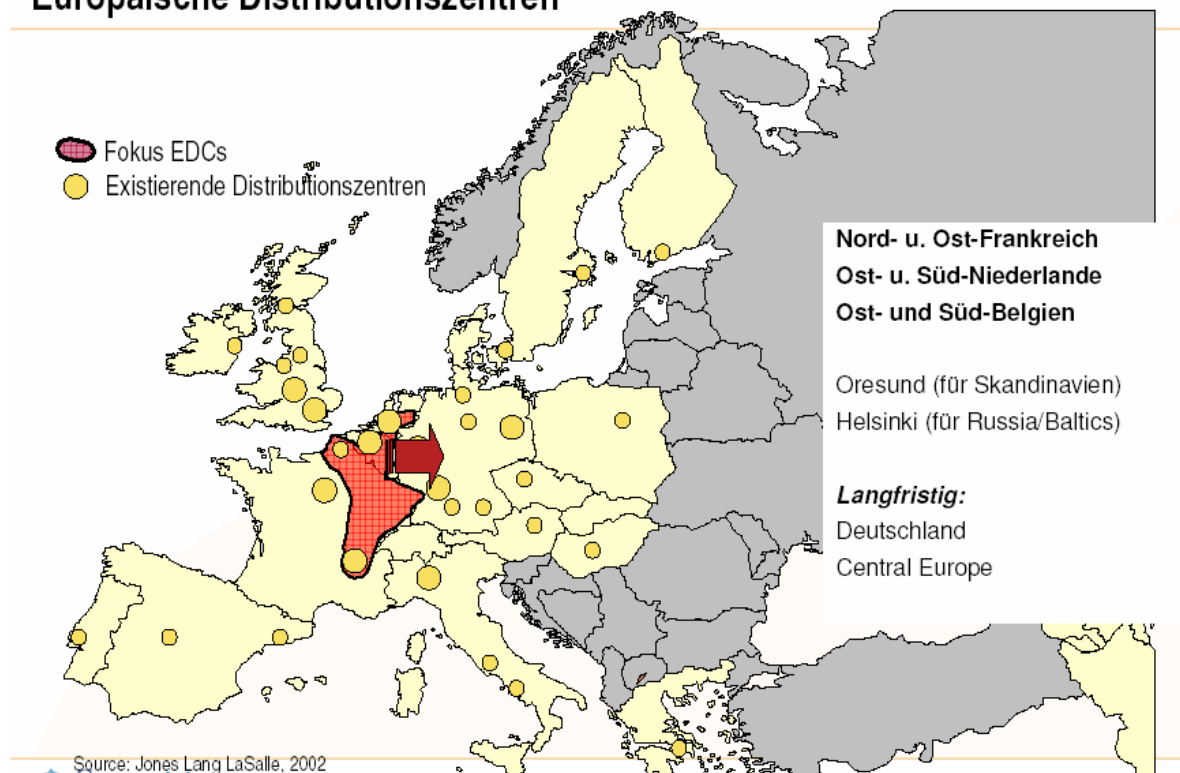 Europäische Distributionszentren
Fokus EDCs
Existierende Distributionszentren
Nord- u. Ost-Frankreich
Ost- u. Süd-Niederlande
Ost- und Süd-Belgien
Oresund (für Skandinavien)
Helsinki (für Russia/Baltics)
Langfristig:
Deutschland
Central Europe
Source: Jones Lang LaSalle, 2002